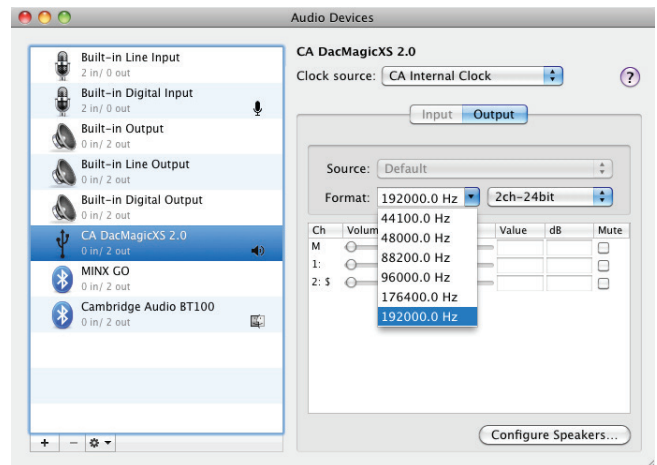 Audio Devices
Built-in Line Input
2 in/ 0 out
Built-in Digital Input
2 in/ 0 out
Built-in Output
0 in/ 2 out
Built-in Line Output
0 in/ 2 out
Built-in Digital Output
0 in/ 2 out
CA DacMagicXS 2.0
0 in/ 2 out
MINX GO
0 in/ 2 out
Cambridge Audio BT100
0 in/ 2 out
CA DacMagicXS 2.0
Clock source: CA Internal Clock ?
Input Output
Source: Default
Format: 192000.0 Hz 2ch-24bit
44100.0 Hz
48000.0 Hz
88200.0 Hz
96000.0 Hz
176400.0 Hz
192000.0 Hz
Ch Volum Value dB Mute
M
1:
2: $
Configure Speakers...